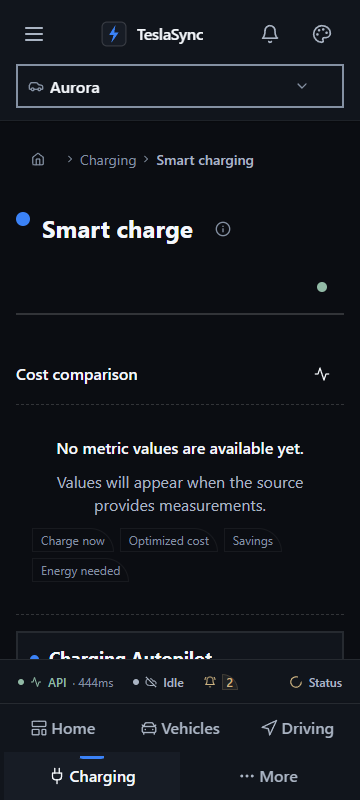 TeslaSync
Aurora
Charging Smart charging
Smart charge
Cost comparison
No metric values are available yet.
Values will appear when the source
provides measurements.
Charge now Optimized cost Savings
Energy needed
Charging Autopilot
API · 444ms Idle 2 Status
Home Vehicles Driving
Charging More